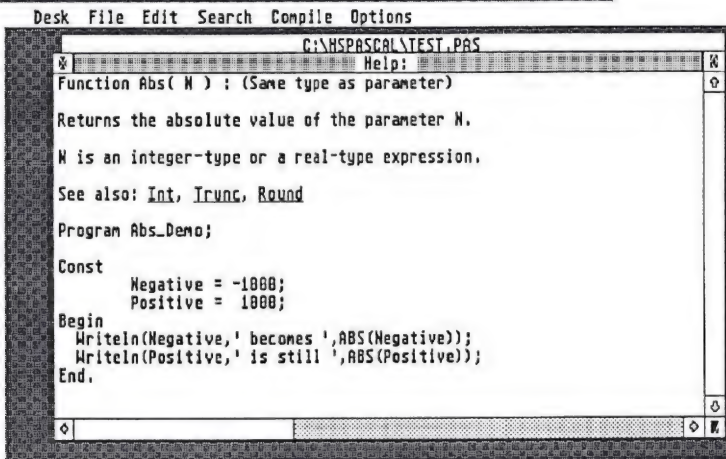 Desk File Edit Search Compile Options
C:\HSPASCAL\TEST.PAS
Help:
Function Abs( N ) : (Same type as parameter)
Returns the absolute value of the parameter N.
N is an integer-type or a real-type expression.
See also: Int, Trunc, Round
Program Abs_Demo;
Const
Negative = -1000;
Positive = 1000;
Begin
Writeln(Negative,' becomes ',ABS(Negative));
Writeln(Positive,' is still ',ABS(Positive));
End.